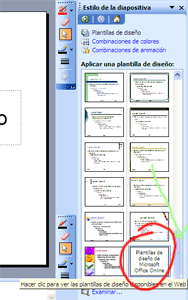 Estilo de la diapositiva
Plantillas de diseño
Combinaciones de colores
Combinaciones de animación
Aplicar una plantilla de diseño:
o
Plantillas de
diseño de
Microsoft
Office Online
Hacer clic para ver las plantillas de diseño disponibles en el Web
Examinar...